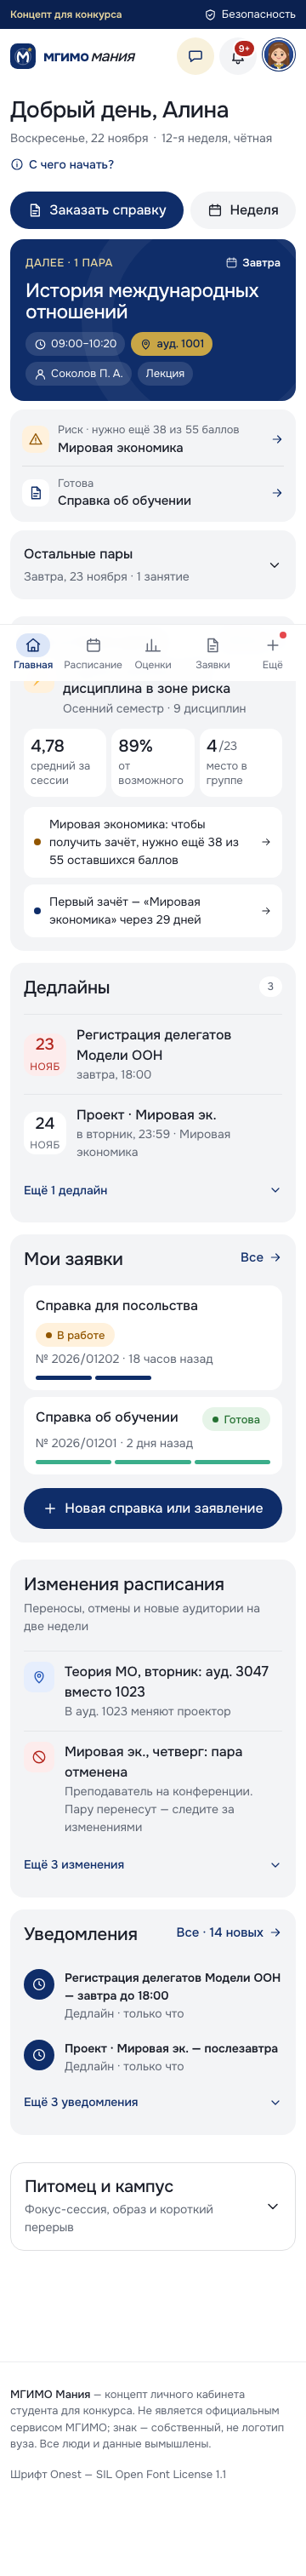 Концепт для конкурса
Безопасность
М
МГИМО МАНИЯ
9+
Добрый день, Алина
Воскресенье, 22 ноября · 12-я неделя, чётная
С чего начать?
Заказать справку
Неделя
ДАЛЕЕ · 1 ПАРА
Завтра
История международных
отношений
09:00–10:20
ауд. 1001
Соколов П. А.
Лекция
Риск · нужно ещё 38 из 55 баллов
Мировая экономика
Готова
Справка об обучении
Остальные пары
Завтра, 23 ноября · 1 занятие
Главная
Расписание
Оценки
Заявки
Ещё
дисциплина в зоне риска
Осенний семестр · 9 дисциплин
4,78
средний за
сессии
89%
от
возможного
4/23
место в
группе
Мировая экономика: чтобы
получить зачёт, нужно ещё 38 из
55 оставшихся баллов
Первый зачёт — «Мировая
экономика» через 29 дней
Дедлайны
3
23
НОЯБ
Регистрация делегатов
Модели ООН
завтра, 18:00
24
НОЯБ
Проект · Мировая эк.
в вторник, 23:59 · Мировая
экономика
Ещё 1 дедлайн
Мои заявки
Все
Справка для посольства
В работе
№ 2026/01202 · 18 часов назад
Справка об обучении
Готова
№ 2026/01201 · 2 дня назад
Новая справка или заявление
Изменения расписания
Переносы, отмены и новые аудитории на
две недели
Теория МО, вторник: ауд. 3047
вместо 1023
В ауд. 1023 меняют проектор
Мировая эк., четверг: пара
отменена
Преподаватель на конференции.
Пару перенесут — следите за
изменениями
Ещё 3 изменения
Уведомления
Все · 14 новых
Регистрация делегатов Модели ООН
— завтра до 18:00
Дедлайн · только что
Проект · Мировая эк. — послезавтра
Дедлайн · только что
Ещё 3 уведомления
Питомец и кампус
Фокус-сессия, образ и короткий
перерыв
МГИМО Мания — концепт личного кабинета
студента для конкурса. Не является официальным
сервисом МГИМО; знак — собственный, не логотип
вуза. Все люди и данные вымышлены.
Шрифт Onest — SIL Open Font License 1.1